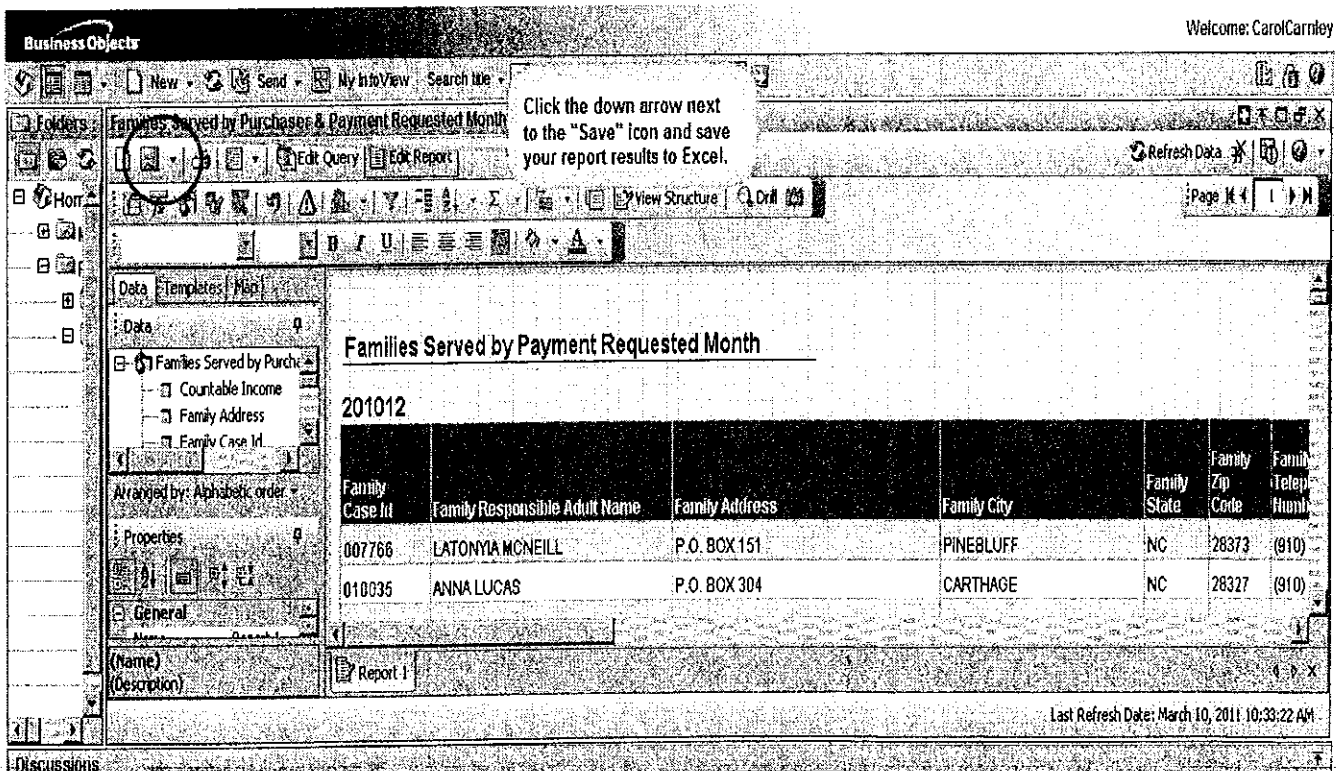 Business Objects
Welcome: CarolCarnley
New Send My InfoView Search title
Click the down arrow next
to the "Save" icon and save
your report results to Excel.
Folders
Families Served by Purchaser & Payment Requested Month
Edit Query Edit Report
Refresh Data
Hom
View Structure Drill
Page 1
B I U A
Data Templates Map
Data
Families Served by Purcha
Countable Income
Family Address
Family Case Id
Arranged by: Alphabetic order
Properties
General
(Name)
(Description)
Families Served by Payment Requested Month
201012
Family Case Id Family Responsible Adult Name Family Address Family City Family State Family Zip Code Famil Telep Numb
007766 LATONYIA MCNEILL P.O. BOX 151 PINEBLUFF NC 28373 (910)
010035 ANNA LUCAS P.O. BOX 304 CARTHAGE NC 28327 (910)
Report 1
Last Refresh Date: March 10, 2011 10:33:22 AM
Discussions